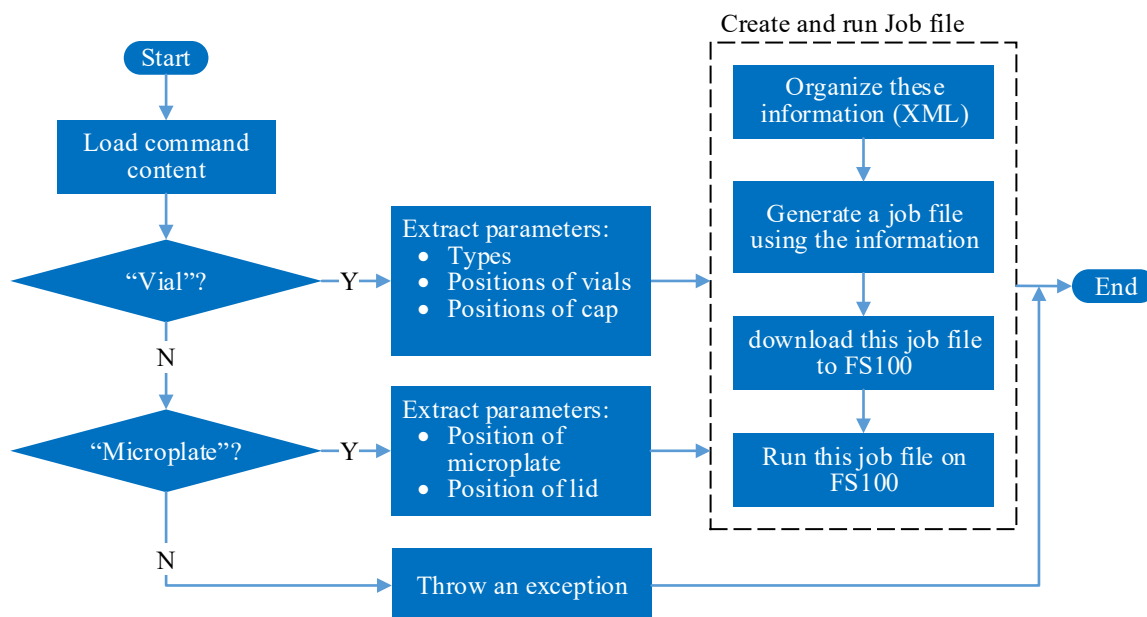 Create and run Job file
Start
Load command
content
“Vial”?
Y
N
“Microplate”?
Y
N
Extract parameters:
• Types
• Positions of vials
• Positions of cap
Extract parameters:
• Position of
microplate
• Position of lid
Throw an exception
Organize these
information (XML)
Generate a job file
using the information
download this job file
to FS100
Run this job file on
FS100
End